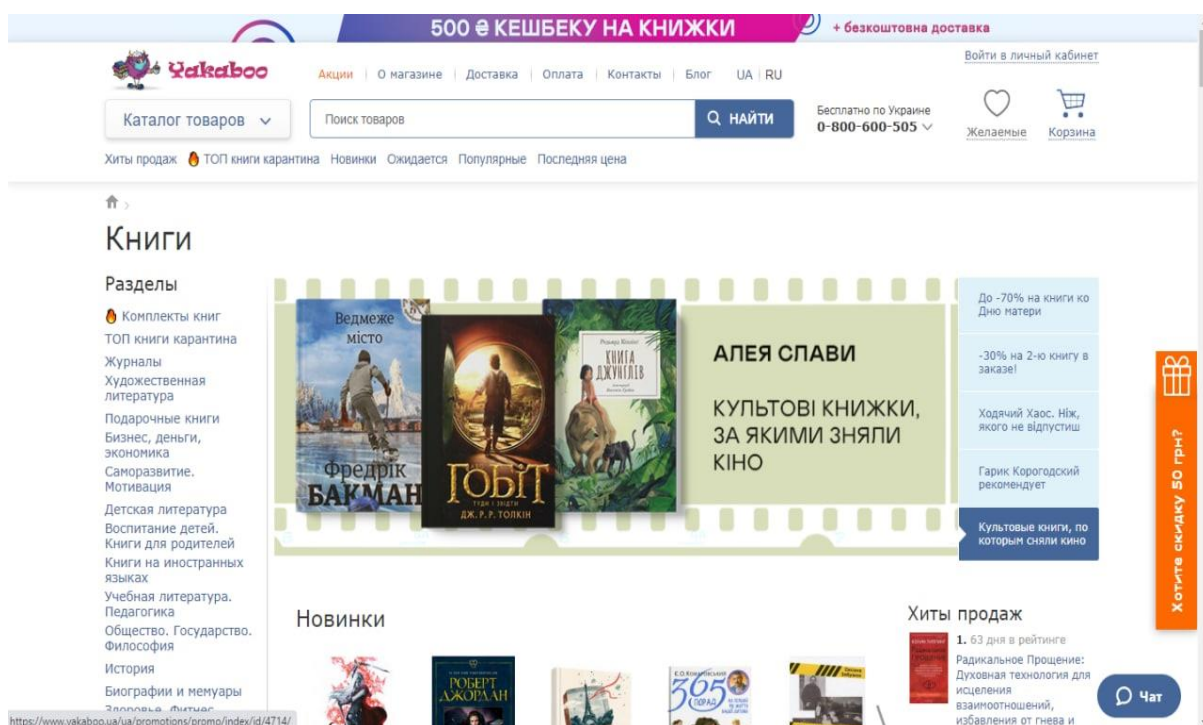 500 ₴ КЕШБЕКУ НА КНИЖКИ
+ безкоштовна доставка
Yakaboo
Акции
О магазине
Доставка
Оплата
Контакты
Блог
UA RU
Войти в личный кабинет
Каталог товаров
Поиск товаров
НАЙТИ
Бесплатно по Украине
0-800-600-505
Желаемые
Корзина
Хиты продаж ТОП книги карантина Новинки Ожидается Популярные Последняя цена
Книги
Разделы
Комплекты книг
ТОП книги карантина
Журналы
Художественная
литература
Подарочные книги
Бизнес, деньги,
экономика
Саморазвитие.
Мотивация
Детская литература
Воспитание детей.
Книги для родителей
Книги на иностранных
языках
Учебная литература.
Педагогика
Общество. Государство.
Философия
История
Биографии и мемуары
Здоровье. Фитнес
https://www.yakaboo.ua/ua/promotions/promo/index/id/4714/
Ведмеже
місто
Фредрік
БАКМАН
ГОБІТ
ТУДИ І ЗВІДТИ
ДЖ. Р. Р. ТОЛКІН
КНИГА
ДЖУНГЛІВ
АЛЕЯ СЛАВИ
КУЛЬТОВІ КНИЖКИ,
ЗА ЯКИМИ ЗНЯЛИ
КІНО
До -70% на книги ко
Дню матери
-30% на 2-ю книгу в
заказе!
Ходячий Хаос. Ніж,
якого не відпустиш
Гарик Корогодский
рекомендует
Культовые книги, по
которым сняли кино
Хотите скидку 50 грн?
Новинки
РОБЕРТ
ДЖОРДАН
Є.О.Комаровський
365
ПОРАД
Хиты продаж
1. 63 дня в рейтинге
Радикальное Прощение:
Духовная технология для
исцеления
взаимоотношений,
избавления от гнева и
Чат